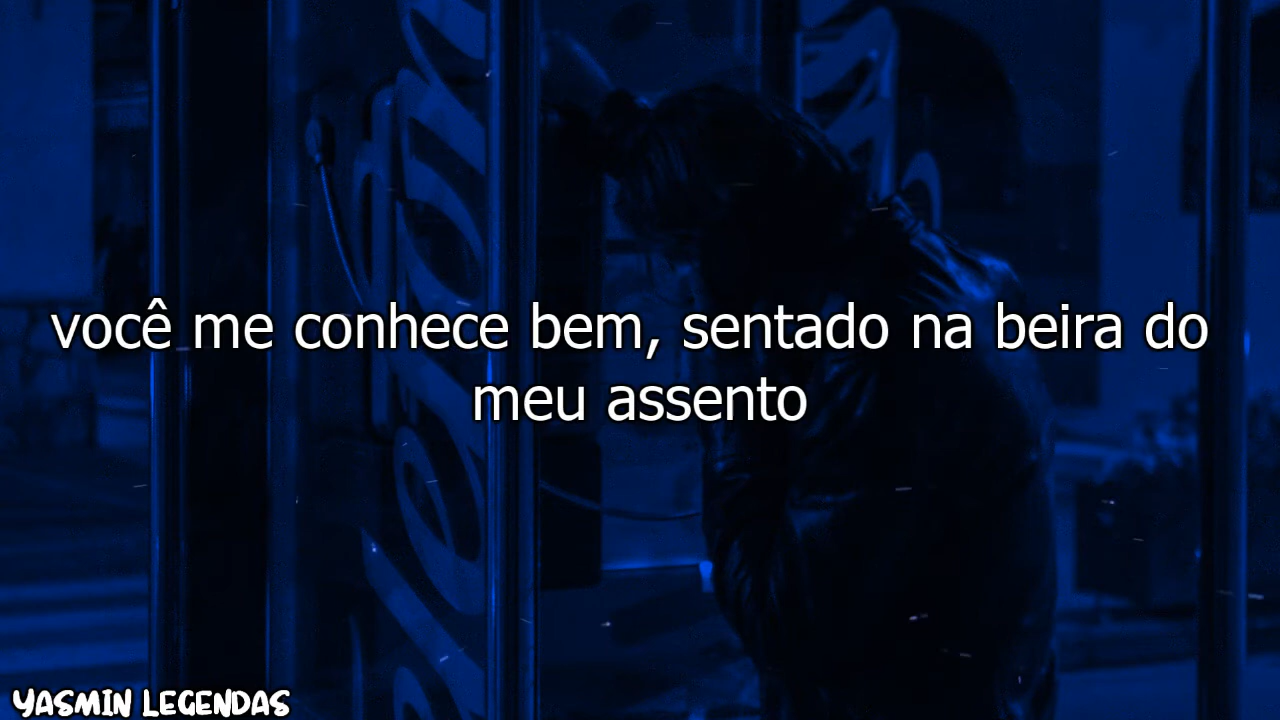 você me conhece bem, sentado na beira do
meu assento
YASMIN LEGENDAS